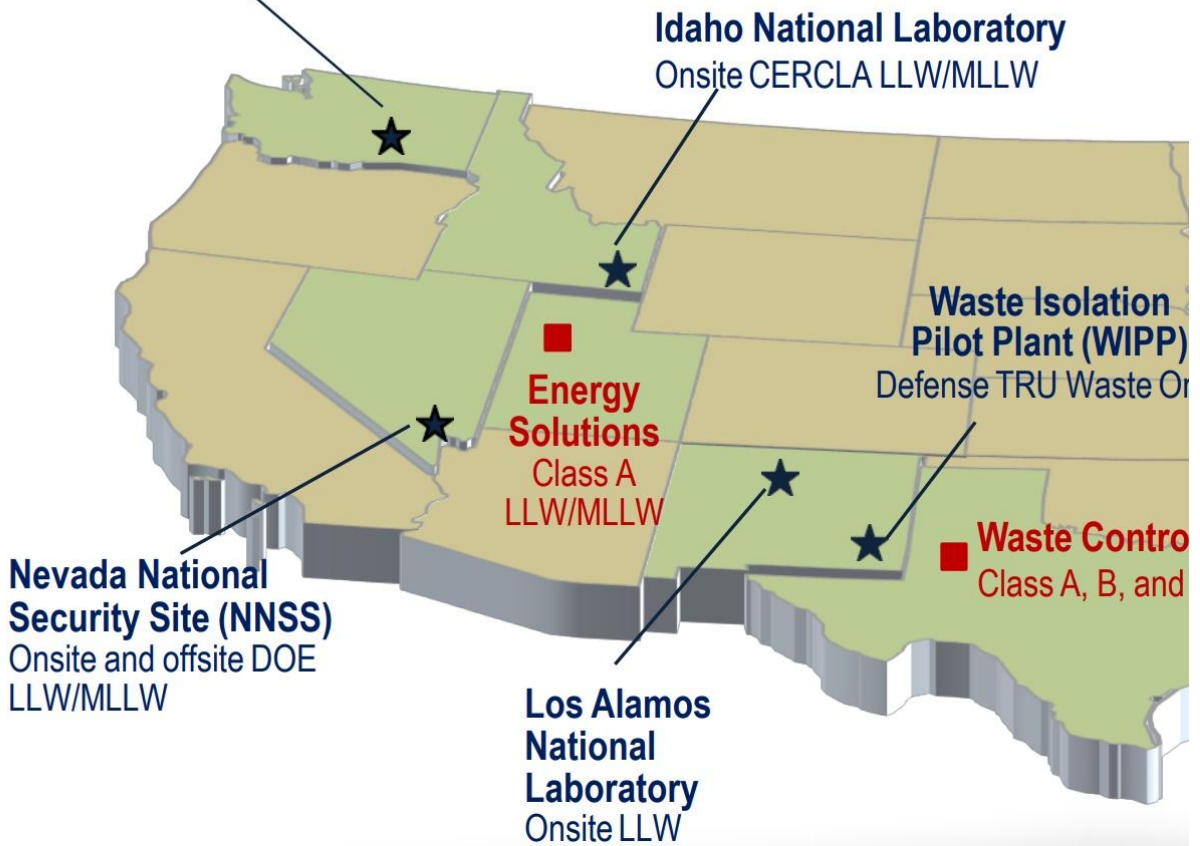 Idaho National Laboratory
Onsite CERCLA LLW/MLLW
Waste Isolation
Pilot Plant (WIPP)
Defense TRU Waste
Energy
Solutions
Class A
LLW/MLLW
Waste
Class A, B, and
Nevada National
Security Site (NNSS)
Onsite and offsite DOE
LLW/MLLW
Los Alamos
National
Laboratory
Onsite LLW